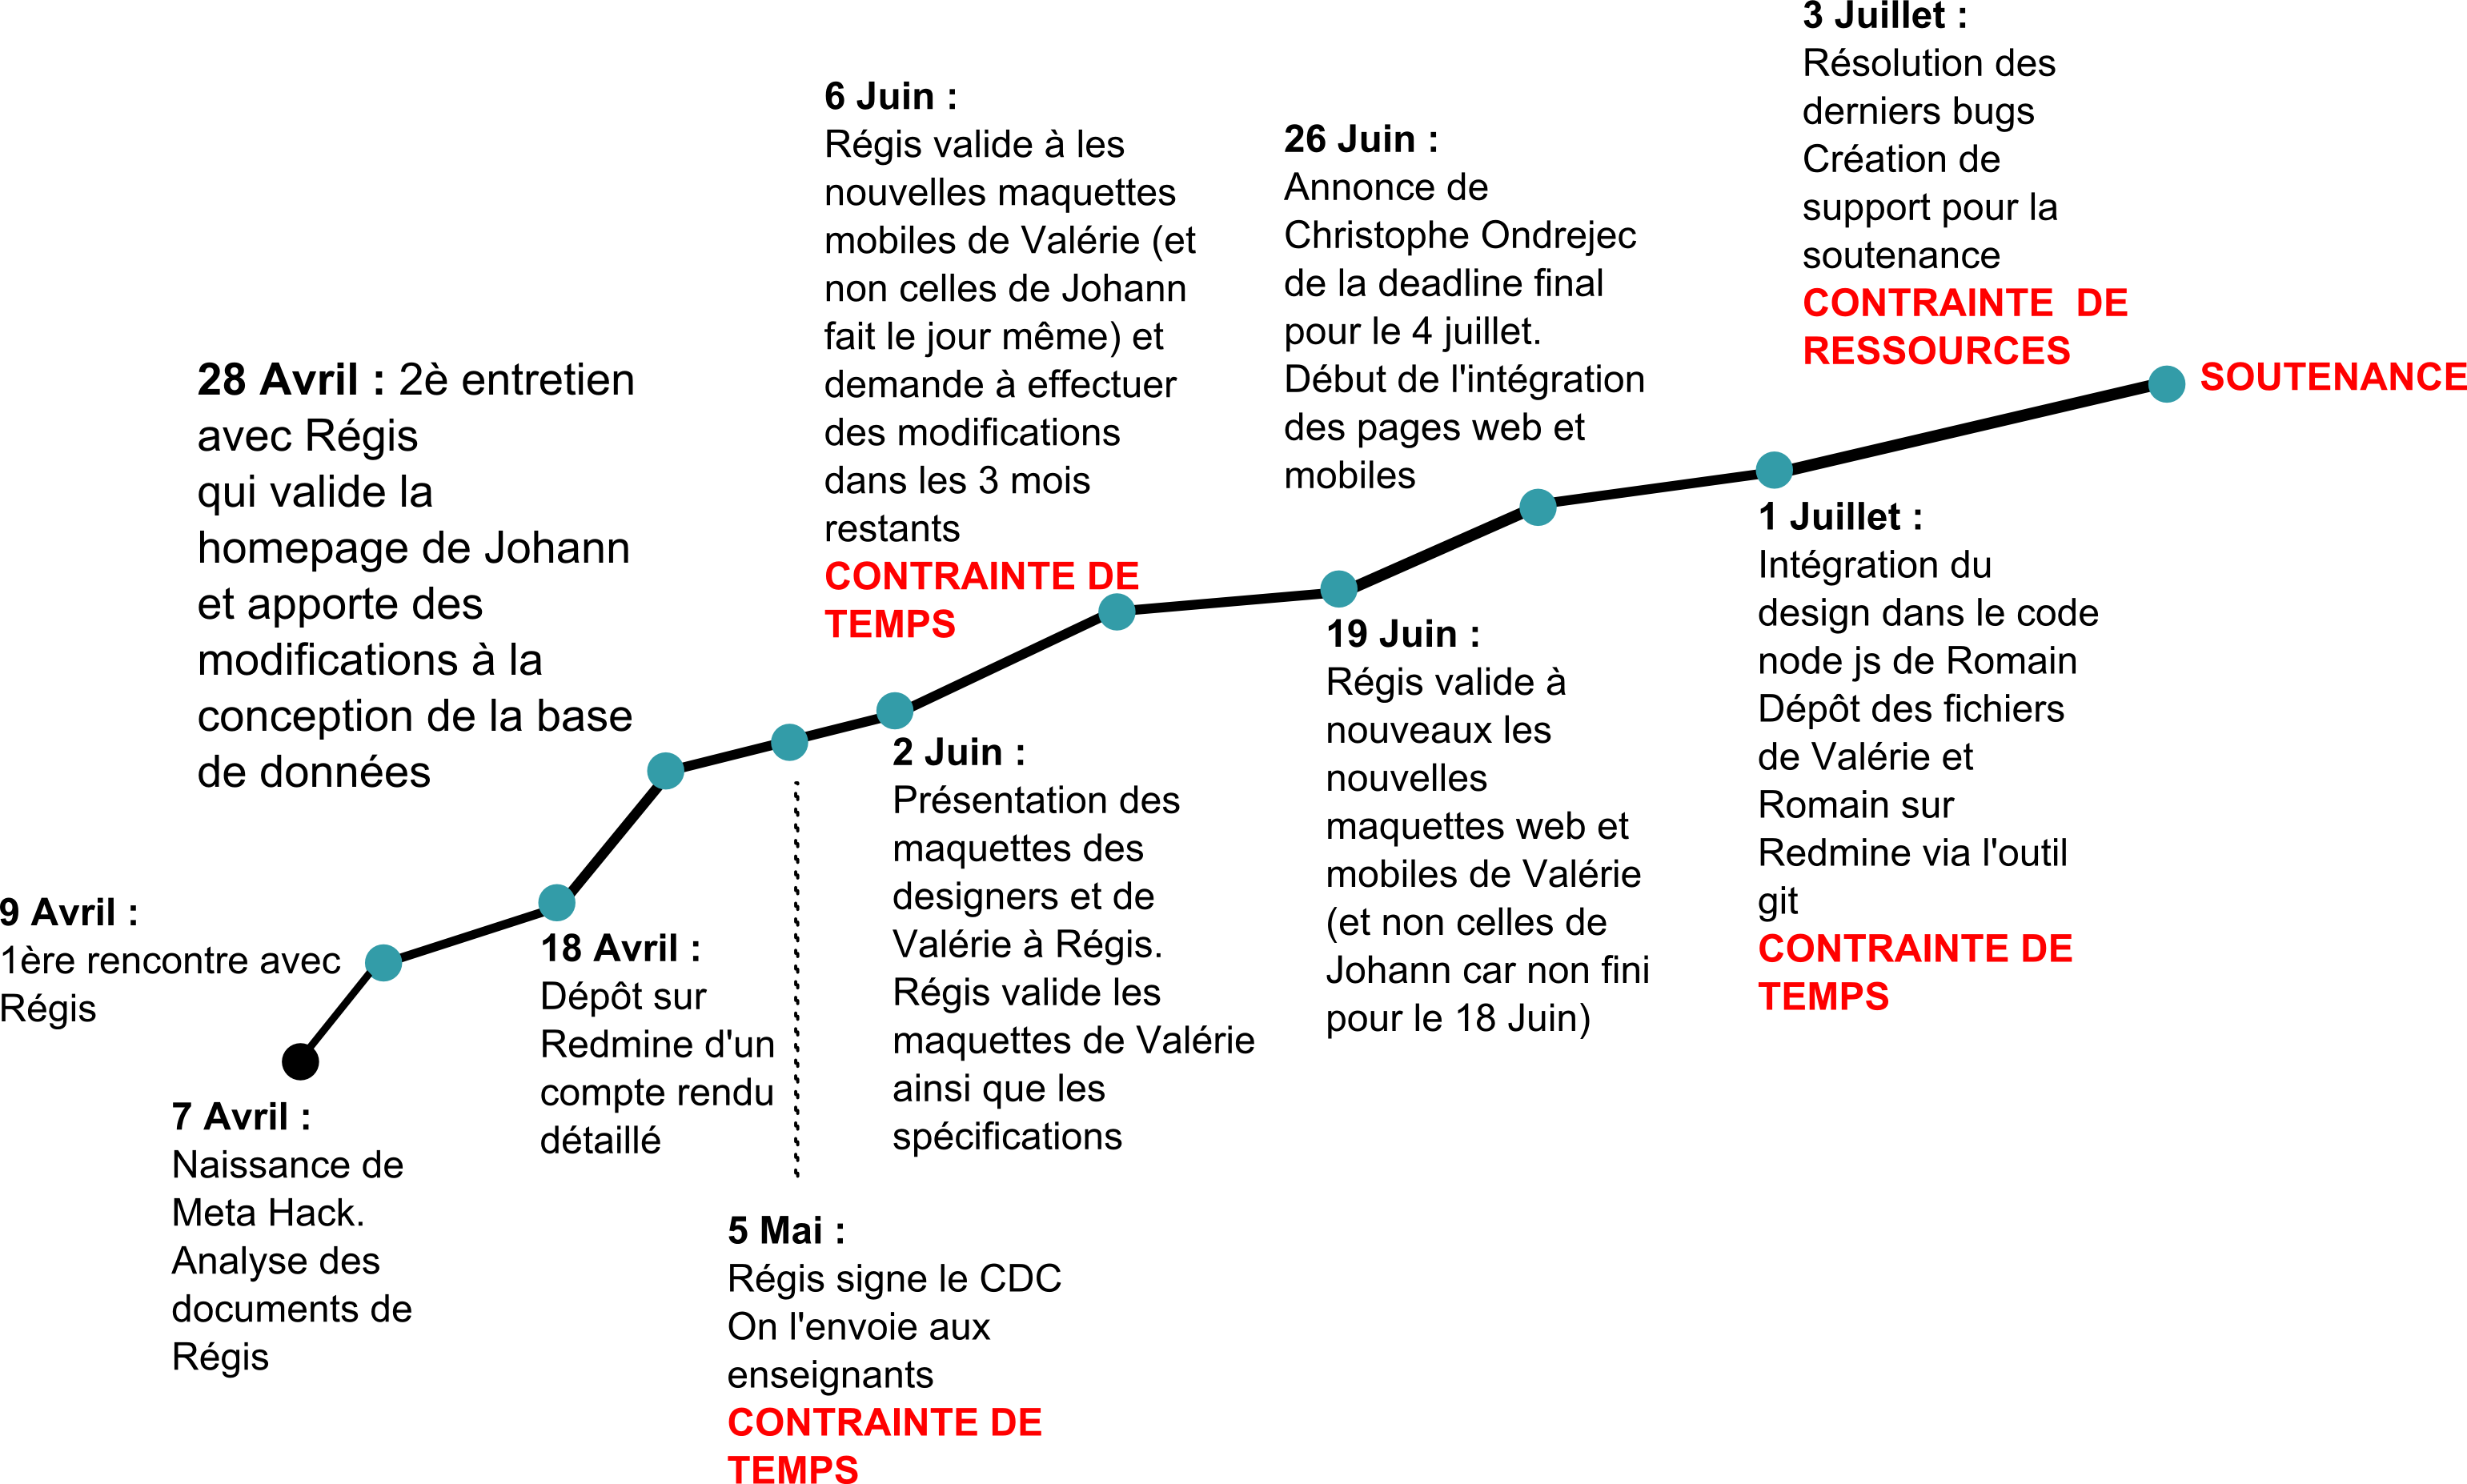 7 Avril :
Naissance de
Meta Hack.
Analyse des
documents de
Régis
9 Avril :
1ère rencontre avec
Régis
18 Avril :
Dépôt sur
Redmine d'un
compte rendu
détaillé
28 Avril : 2è entretien
avec Régis
qui valide la
homepage de Johann
et apporte des
modifications à la
conception de la base
de données
5 Mai :
Régis signe le CDC
On l'envoie aux
enseignants
CONTRAINTE DE
TEMPS
2 Juin :
Présentation des
maquettes des
designers et de
Valérie à Régis.
Régis valide les
maquettes de Valérie
ainsi que les
spécifications
6 Juin :
Régis valide à les
nouvelles maquettes
mobiles de Valérie (et
non celles de Johann
fait le jour même) et
demande à effectuer
des modifications
dans les 3 mois
restants
CONTRAINTE DE
TEMPS
19 Juin :
Régis valide à
nouveaux les
nouvelles
maquettes web et
mobiles de Valérie
(et non celles de
Johann car non fini
pour le 18 Juin)
26 Juin :
Annonce de
Christophe Ondrejec
de la deadline final
pour le 4 juillet.
Début de l'intégration
des pages web et
mobiles
1 Juillet :
Intégration du
design dans le code
node js de Romain
Dépôt des fichiers
de Valérie et
Romain sur
Redmine via l'outil
git
CONTRAINTE DE
TEMPS
3 Juillet :
Résolution des
derniers bugs
Création de
support pour la
soutenance
CONTRAINTE DE
RESSOURCES
SOUTENANCE